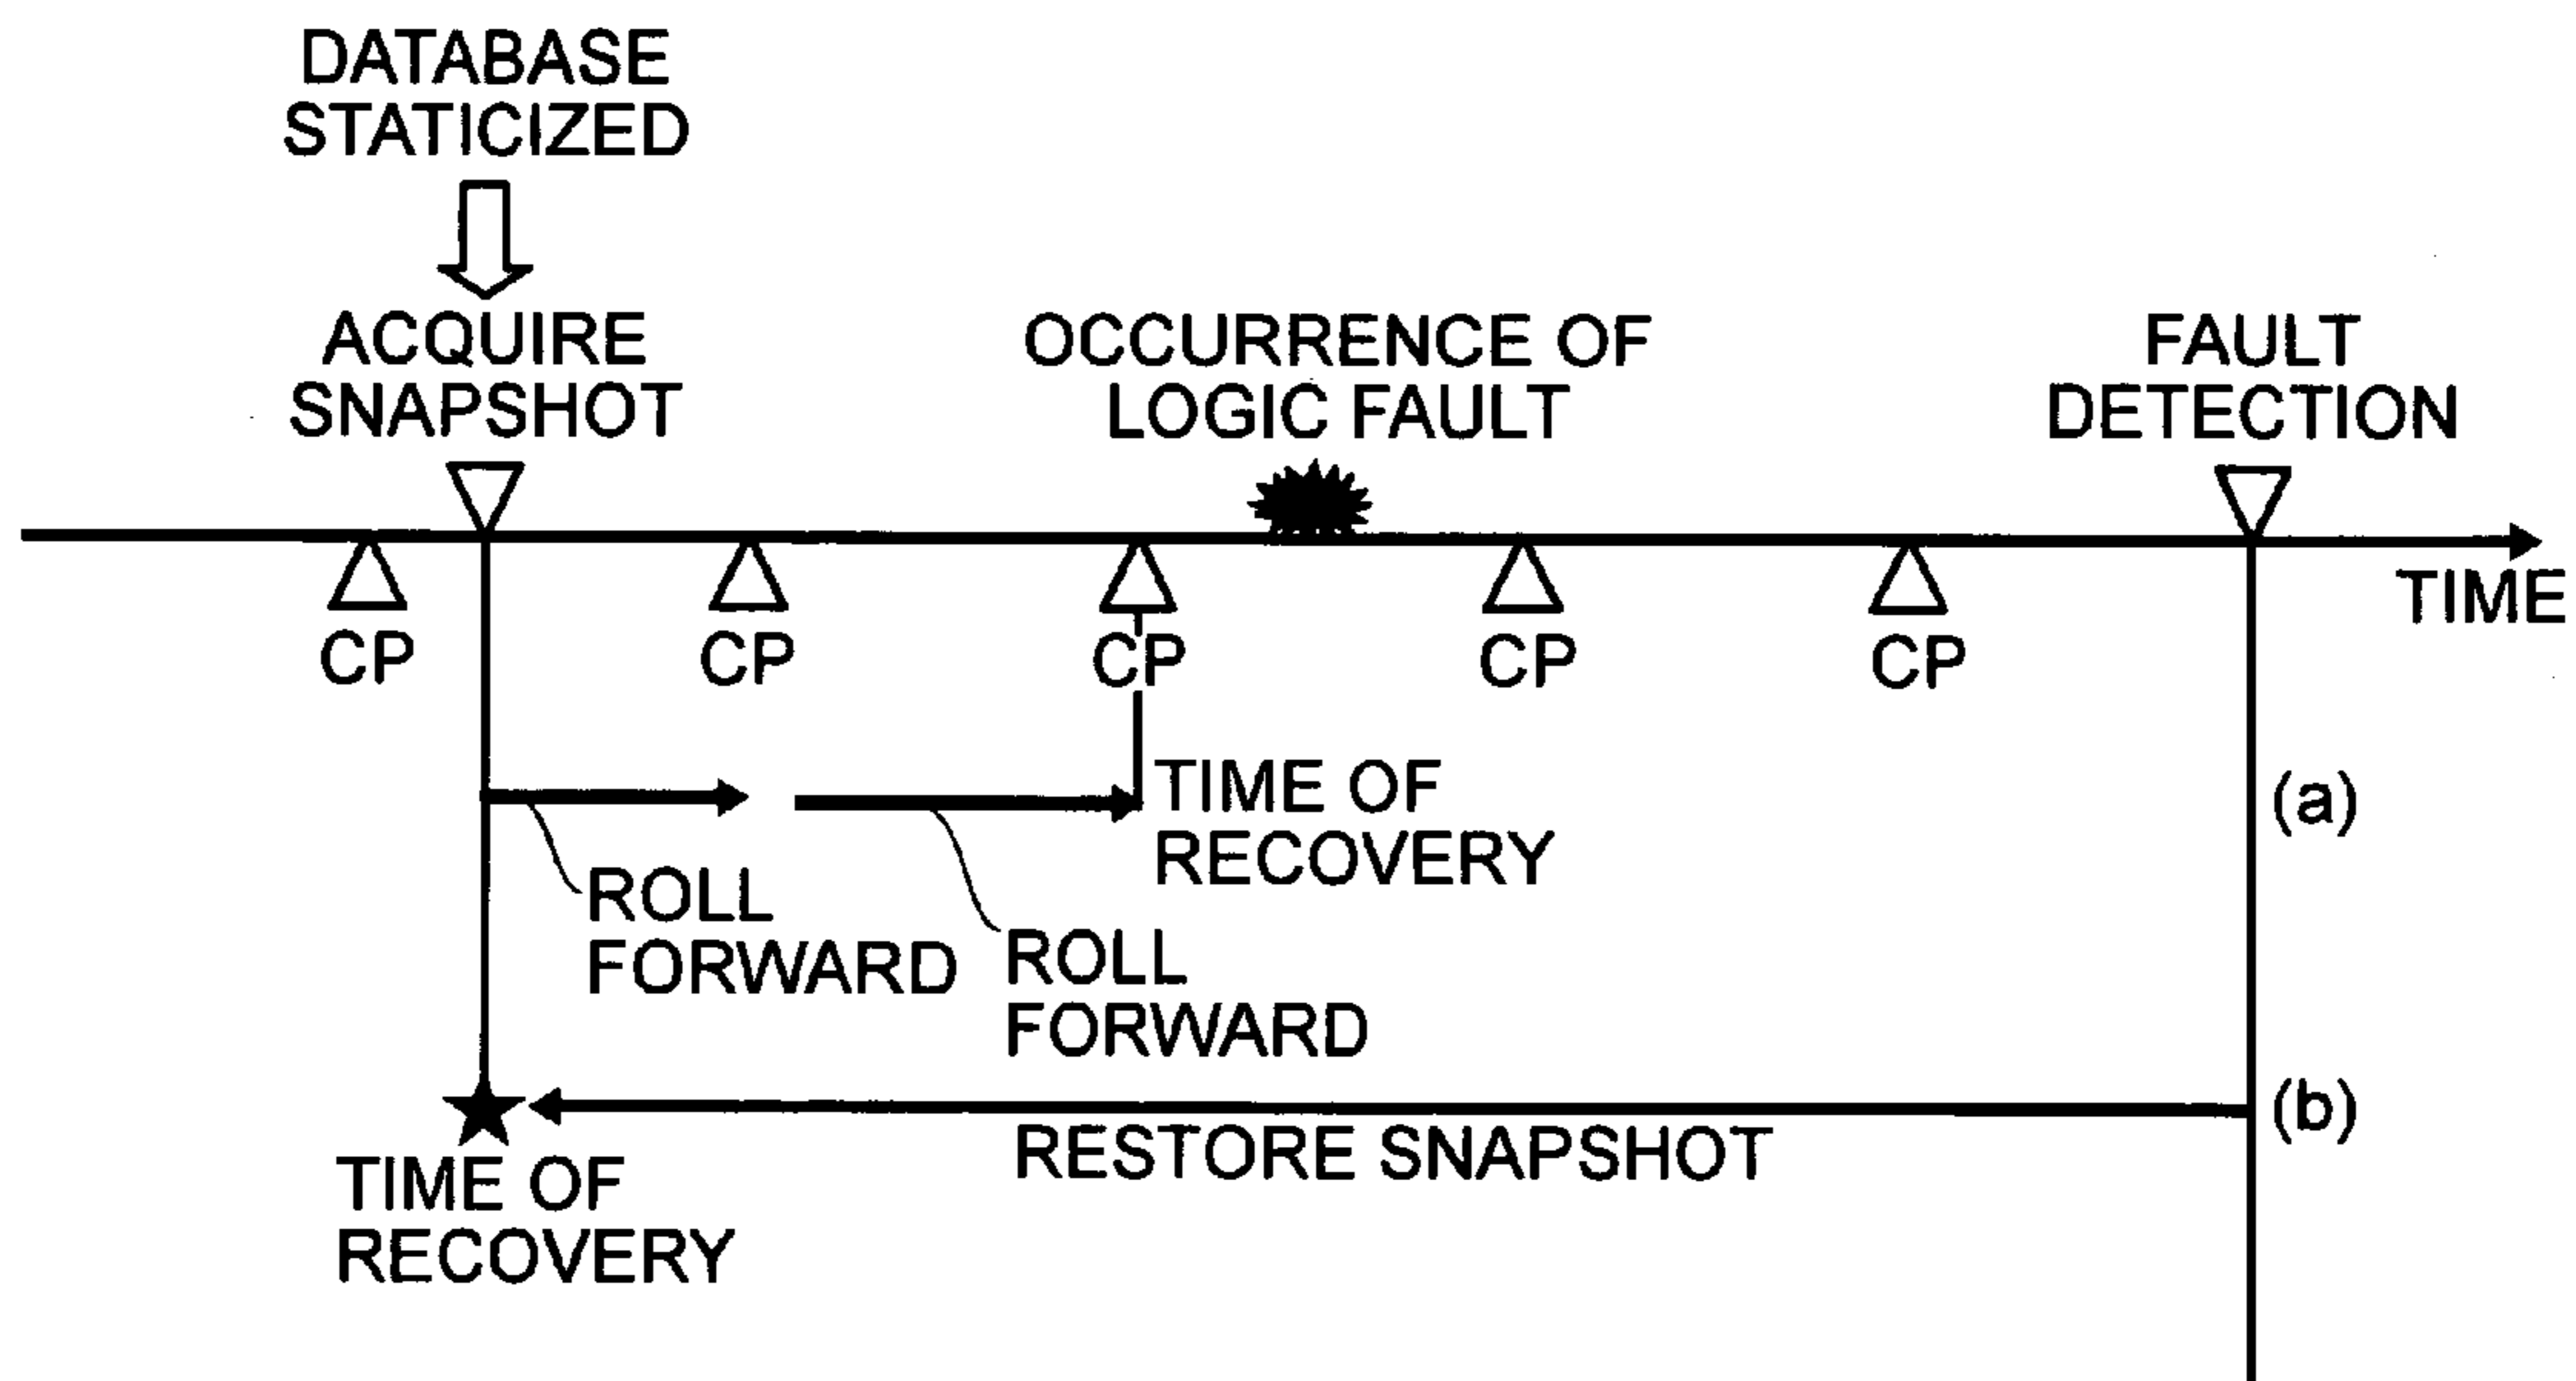 DATABASE
STATICIZED
ACQUIRE
SNAPSHOT
OCCURRENCE OF
LOGIC FAULT
FAULT
DETECTION
TIME
CP
CP
CP
CP
CP
TIME OF
RECOVERY
(a)
ROLL
FORWARD
ROLL
FORWARD
(b)
RESTORE SNAPSHOT
TIME OF
RECOVERY